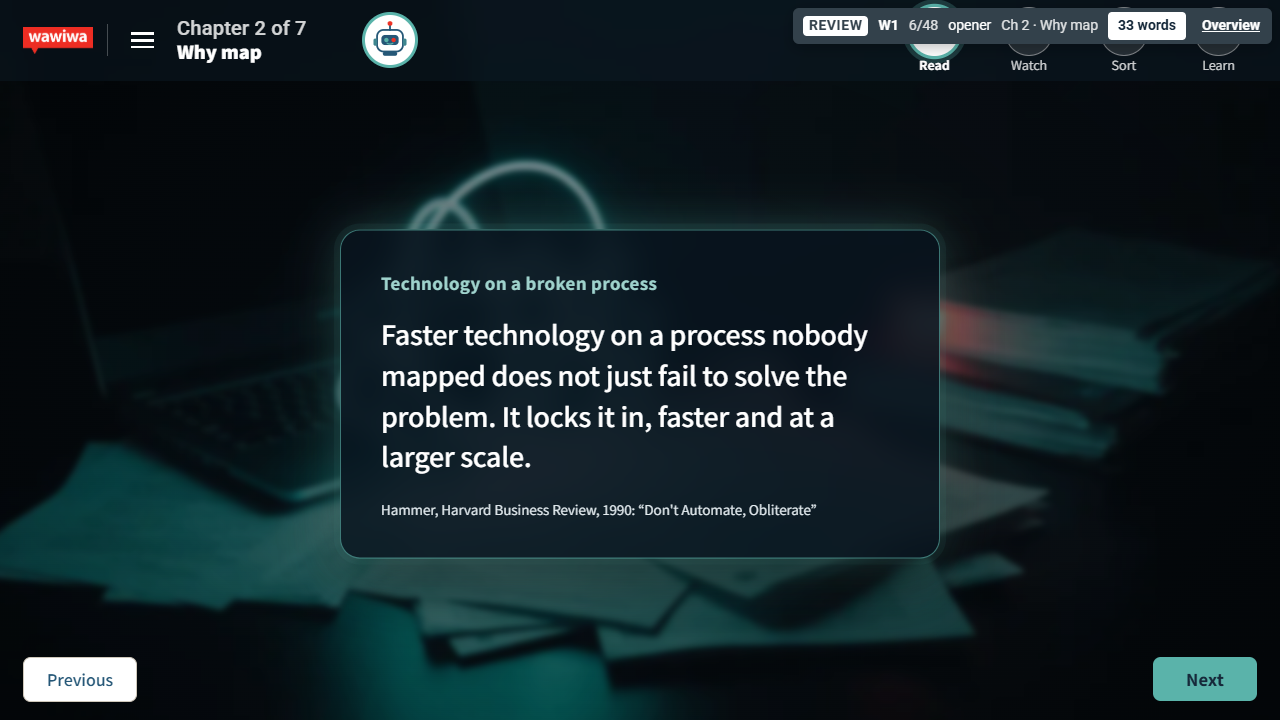 wawiwa
Chapter 2 of 7
Why map
REVIEW W1 6/48 opener Ch 2 · Why map 33 words Overview
Read
Watch
Sort
Learn
Technology on a broken process
Faster technology on a process nobody
mapped does not just fail to solve the
problem. It locks it in, faster and at a
larger scale.
Hammer, Harvard Business Review, 1990: “Don't Automate, Obliterate”
Previous
Next